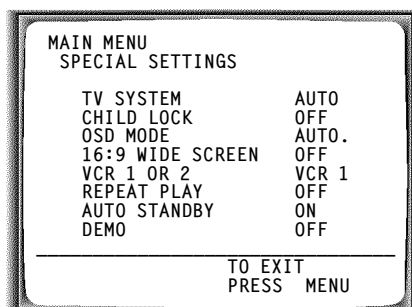 MAIN MENU
SPECIAL SETTINGS
TV SYSTEM AUTO
CHILD LOCK OFF
OSD MODE AUTO.
16:9 WIDE SCREEN OFF
VCR 1 OR 2 VCR 1
REPEAT PLAY OFF
AUTO STANDBY ON
DEMO OFF
TO EXIT
PRESS MENU